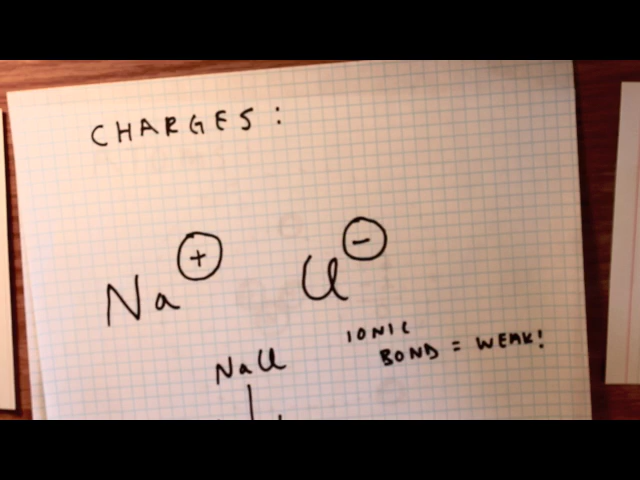 CHARGES:
Na⊕ Cl⊖
IONIC
BOND = WEAK!
NaCl